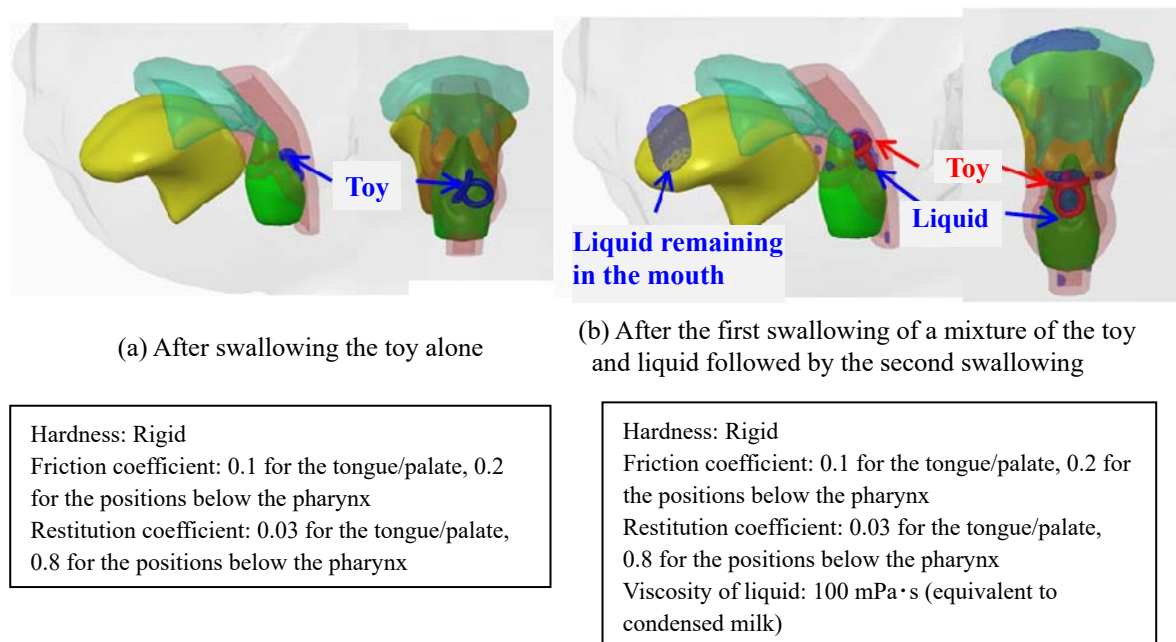 Toy
Liquid remaining
in the mouth
Toy
Liquid
(a) After swallowing the toy alone
(b) After the first swallowing of a mixture of the toy
and liquid followed by the second swallowing
Hardness: Rigid
Friction coefficient: 0.1 for the tongue/palate, 0.2
for the positions below the pharynx
Restitution coefficient: 0.03 for the tongue/palate,
0.8 for the positions below the pharynx
Hardness: Rigid
Friction coefficient: 0.1 for the tongue/palate, 0.2 for
the positions below the pharynx
Restitution coefficient: 0.03 for the tongue/palate,
0.8 for the positions below the pharynx
Viscosity of liquid: 100 mPa·s (equivalent to
condensed milk)